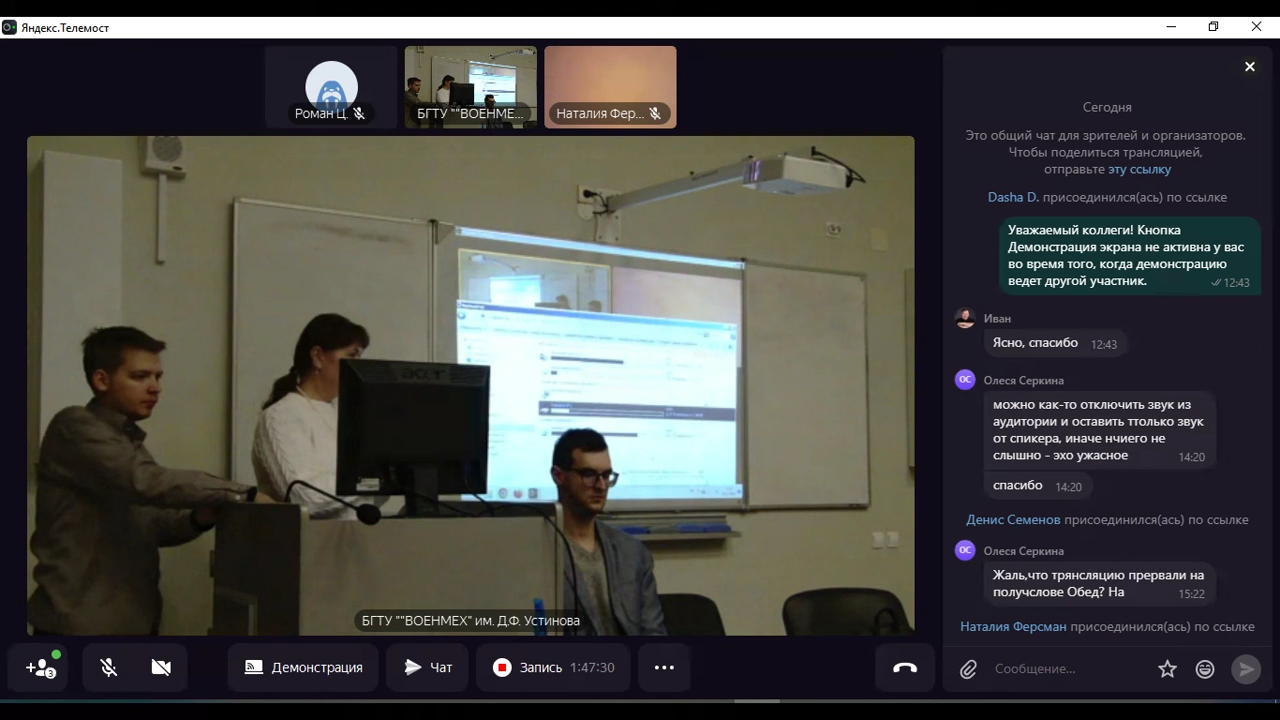 Яндекс.Телемост
Роман Ц.
БГТУ ""ВОЕНМЕ...
Наталия Фер...
acer
БГТУ ""ВОЕНМЕХ" им. Д.Ф. Устинова
3
Демонстрация
Чат
Запись 1:47:30
Сегодня
Это общий чат для зрителей и организаторов.
Чтобы поделиться трансляцией,
отправьте эту ссылку
Dasha D. присоединился(ась) по ссылке
Уважаемый коллеги! Кнопка
Демонстрация экрана не активна у вас
во время того, когда демонстрацию
ведет другой участник.
12:43
Иван
Ясно, спасибо 12:43
ОС Олеся Серкина
можно как-то отключить звук из
аудитории и оставить ттолько звук
от спикера, иначе нчиего не
слышно - эхо ужасное 14:20
спасибо 14:20
Денис Семенов присоединился(ась) по ссылке
ОС Олеся Серкина
Жаль,что трянсляцию прервали на
получслове Обед? На 15:22
Наталия Ферсман присоединился(ась) по ссылке
Сообщение...